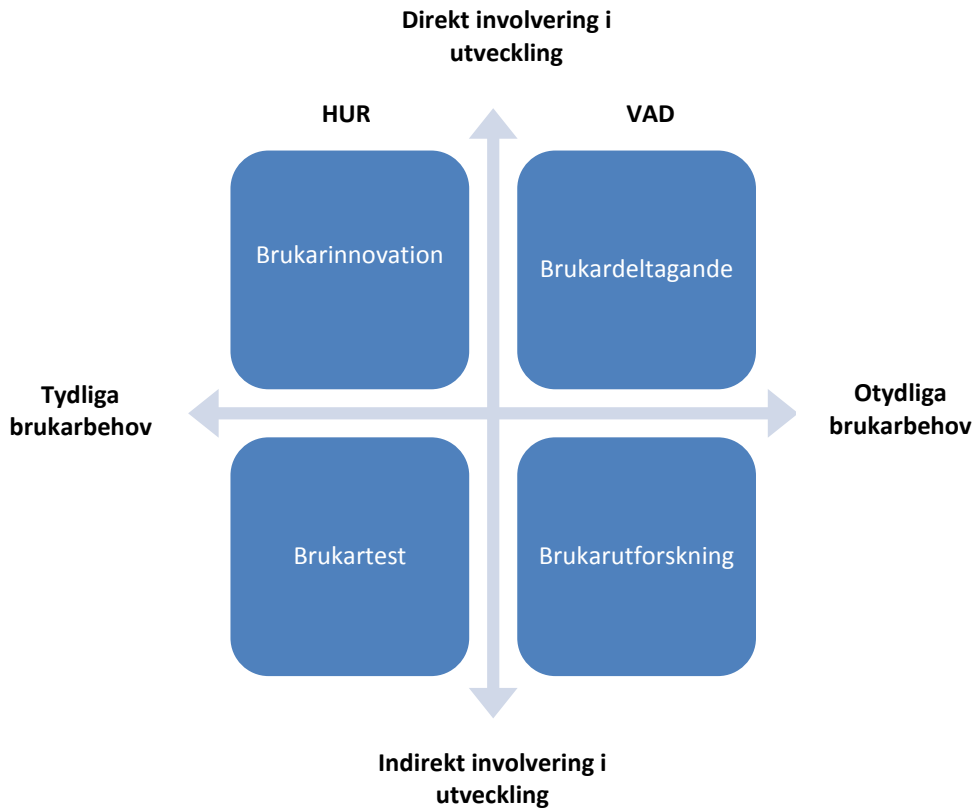 Direkt involvering i
utveckling
HUR
VAD
Brukarinnovation
Brukardeltagande
Tydliga
brukarbehov
Otydliga
brukarbehov
Brukartest
Brukarutforskning
Indirekt involvering i
utveckling